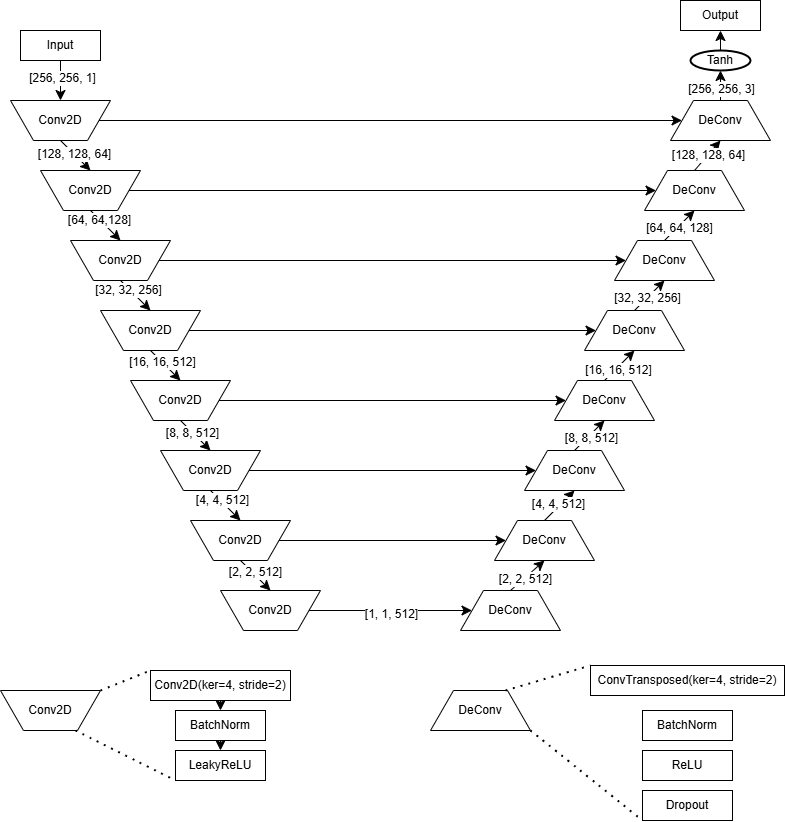 Output
Input
Tanh
[256, 256, 1]
[256, 256, 3]
Conv2D
DeConv
[128, 128, 64]
[128, 128, 64]
Conv2D
DeConv
[64, 64,128]
[64, 64, 128]
Conv2D
DeConv
[32, 32, 256]
[32, 32, 256]
Conv2D
DeConv
[16, 16, 512]
[16, 16, 512]
Conv2D
DeConv
[8, 8, 512]
[8, 8, 512]
Conv2D
DeConv
[4, 4, 512]
[4, 4, 512]
Conv2D
DeConv
[2, 2, 512]
[2, 2, 512]
Conv2D
[1, 1, 512]
DeConv
Conv2D
Conv2D(ker=4, stride=2)
BatchNorm
LeakyReLU
DeConv
ConvTransposed(ker=4, stride=2)
BatchNorm
ReLU
Dropout